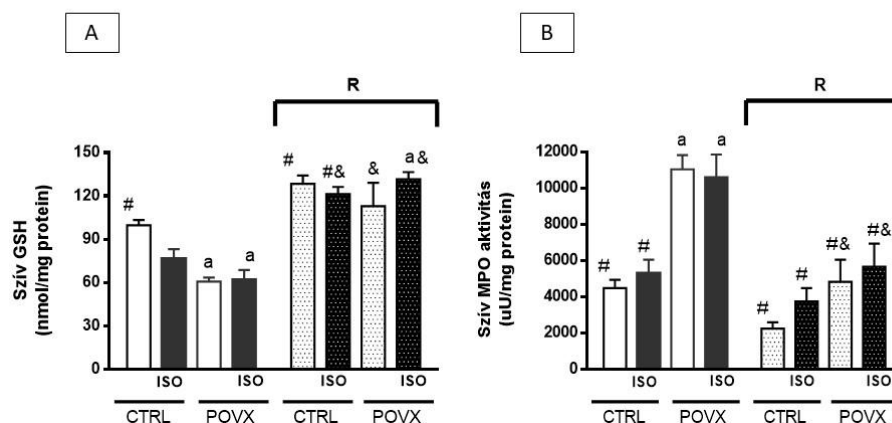 A
R
Szív GSH
(nmol/mg protein)
150
120
90
60
30
0
#
a
a
#
#&
&
a &
ISO
ISO
ISO
ISO
CTRL
POVX
CTRL
POVX
B
R
Szív MPO aktivitás
(uU/mg protein)
12000
10000
8000
6000
4000
2000
0
#
#
a
a
#
#
#&
#&
ISO
ISO
ISO
ISO
CTRL
POVX
CTRL
POVX